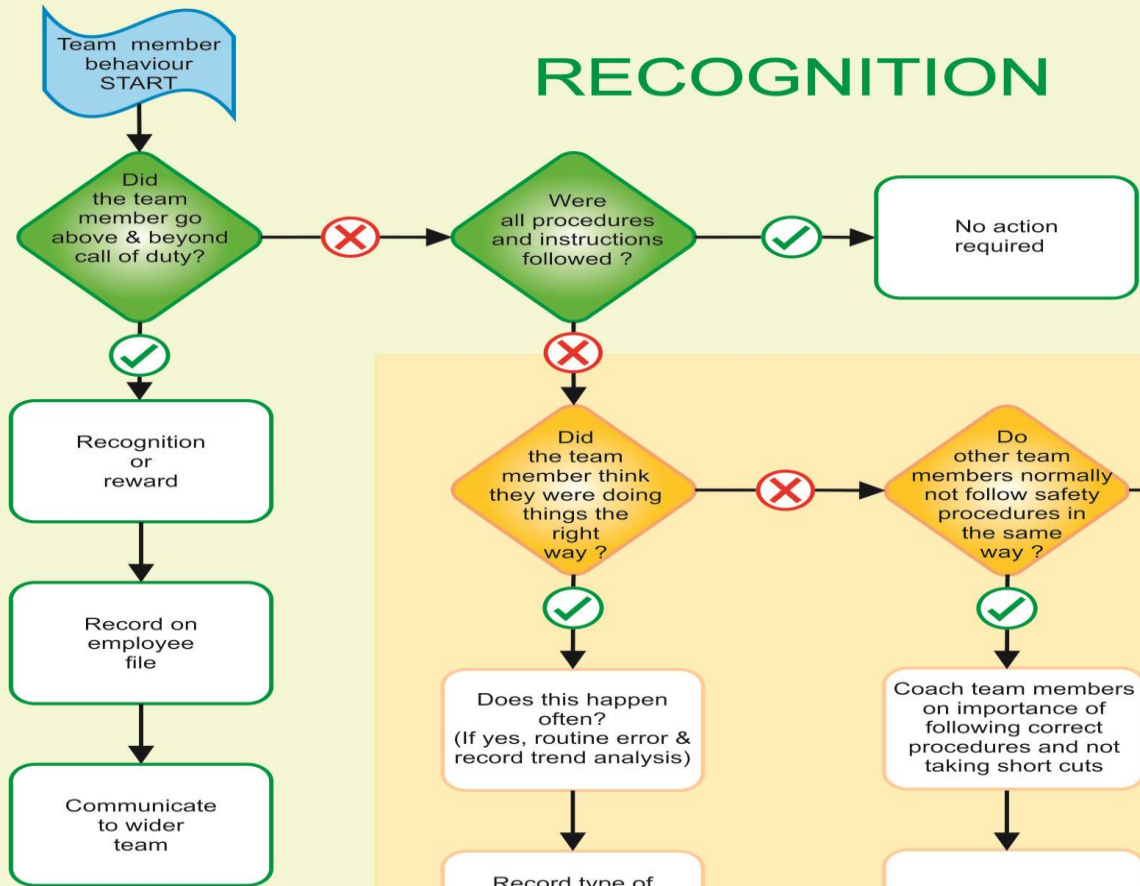 Team member
behaviour
START
RECOGNITION
Did
the team
member go
above & beyond
call of duty?
Were
all procedures
and instructions
followed ?
No action
required
Recognition
or
reward
Did
the team
member think
they were doing
things the
right
way ?
Do
other team
members normally
not follow safety
procedures in
the same
way ?
Record on
employee
file
Does this happen
often?
(If yes, routine error &
record trend analysis)
Coach team members
on importance of
following correct
procedures and not
taking short cuts
Communicate
to wider
team
Record type of